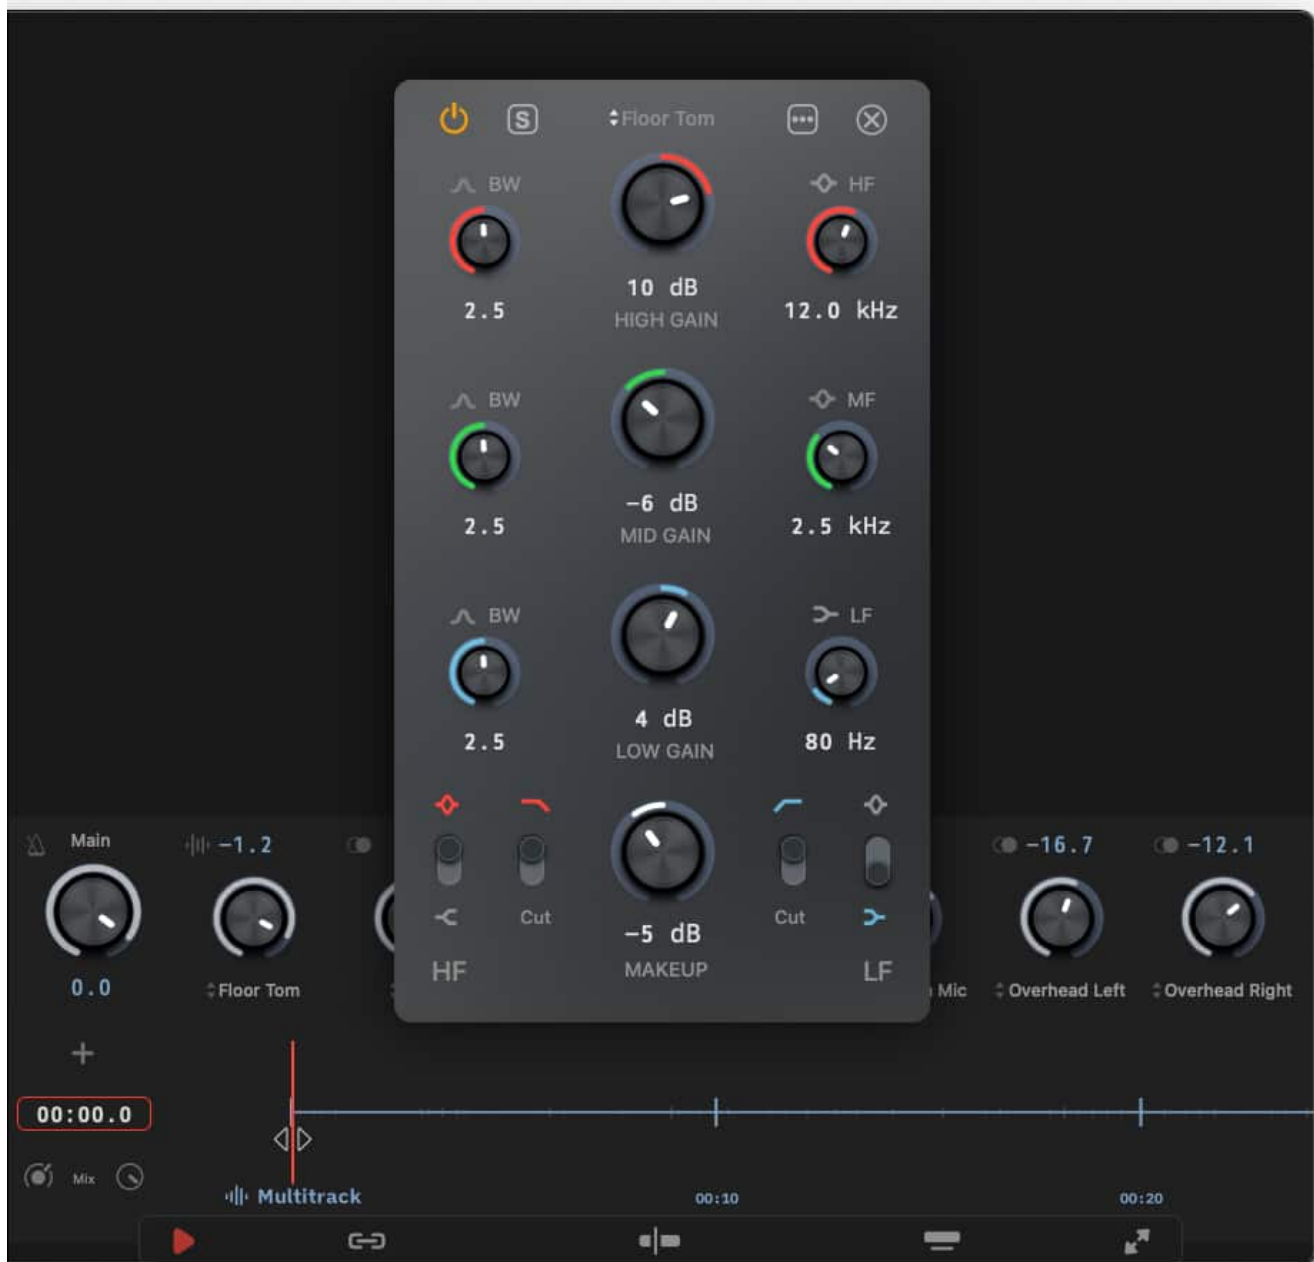 S
Floor Tom
BW
HF
10 dB
2.5
HIGH GAIN
12.0 kHz
BW
MF
-6 dB
2.5
MID GAIN
2.5 kHz
BW
LF
4 dB
2.5
LOW GAIN
80 Hz
Cut
Cut
-5 dB
HF
MAKEUP
LF
Main
-1.2
-16.7
-12.1
0.0
Floor Tom
Mic
Overhead Left
Overhead Right
00:00.0
Mix
Multitrack
00:10
00:20